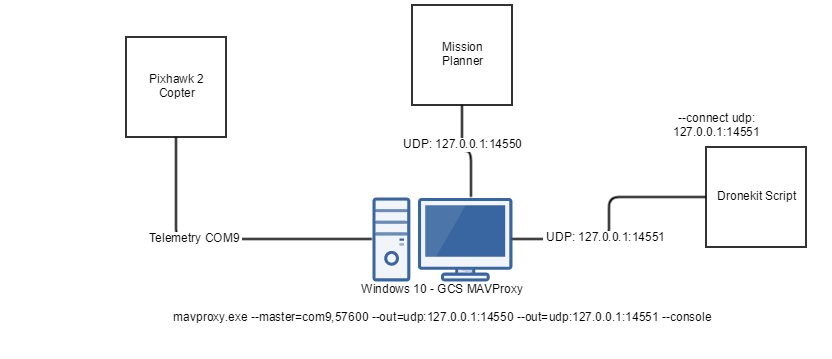 Mission
Planner
Pixhawk 2
Copter
--connect udp:
127.0.0.1:14551
UDP: 127.0.0.1:14550
Dronekit Script
Telemetry COM9
UDP: 127.0.0.1:14551
Windows 10 - GCS MAVProxy
mavproxy.exe --master=com9,57600 --out=udp:127.0.0.1:14550 --out=udp:127.0.0.1:14551 --console